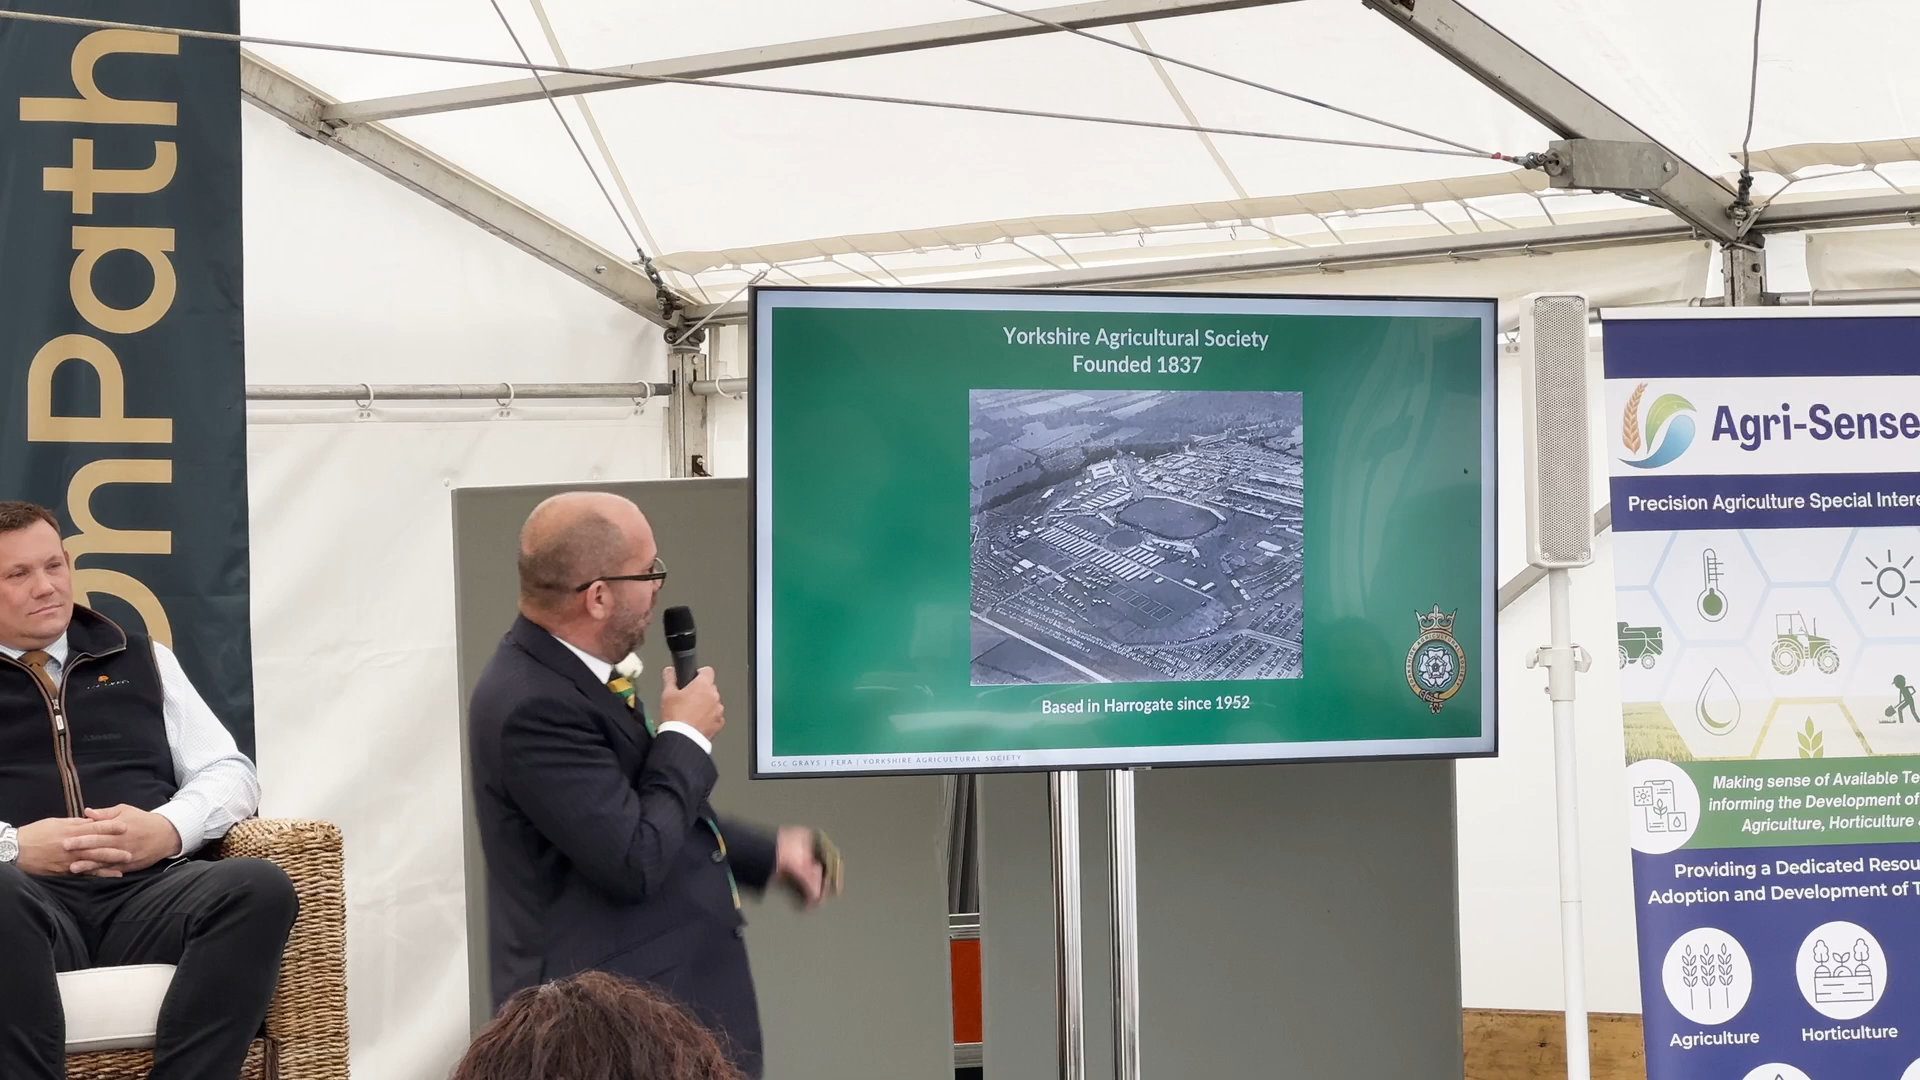 nPath
Yorkshire Agricultural Society
Founded 1837
Based in Harrogate since 1952
GSC GRAYS | FERA | YORKSHIRE AGRICULTURAL SOCIETY
Agri-Sense
Precision Agriculture Special Intere
Making sense of Available Te
informing the Development of
Agriculture, Horticulture
Providing a Dedicated Resou
Adoption and Development of T
Agriculture
Horticulture